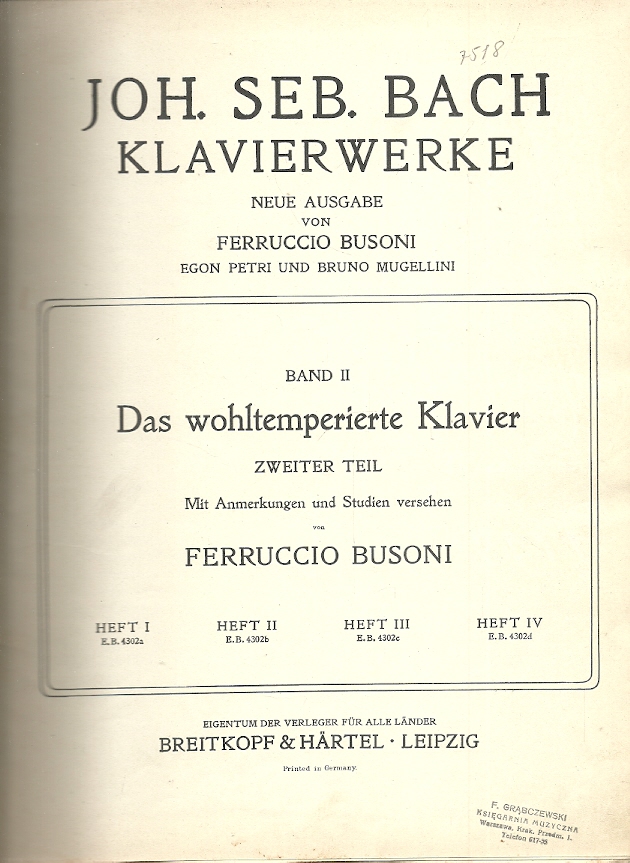 7518
JOH. SEB. BACH
KLAVIERWERKE
NEUE AUSGABE
VON
FERRUCCIO BUSONI
EGON PETRI UND BRUNO MUGELLINI
BAND II
Das wohltemperierte Klavier
ZWEITER TEIL
Mit Anmerkungen und Studien versehen
von
FERRUCCIO BUSONI
HEFT I HEFT II HEFT III HEFT IV
E.B. 4302a E.B. 4302b E.B. 4302c E.B. 4302d
EIGENTUM DER VERLEGER FÜR ALLE LÄNDER
BREITKOPF & HÄRTEL · LEIPZIG
Printed in Germany.
F. GRĄBCZEWSKI
KSIĘGARNIA MUZYCZNA
Warszawa, Krak. Przedm. 1.
Telefon 617-35